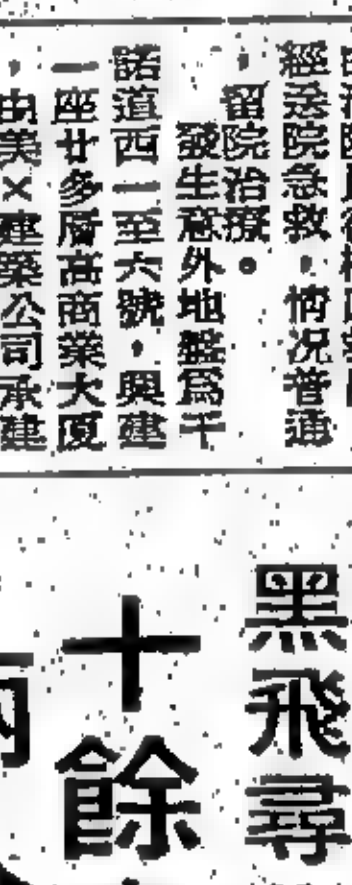 經送院急救，情況普通
，留院治療。
發生意外地盤爲干
諾道西一至六號，興建
一座廿多層高商業大厦
，由美×建築公司承建
黑飛尋
十餘